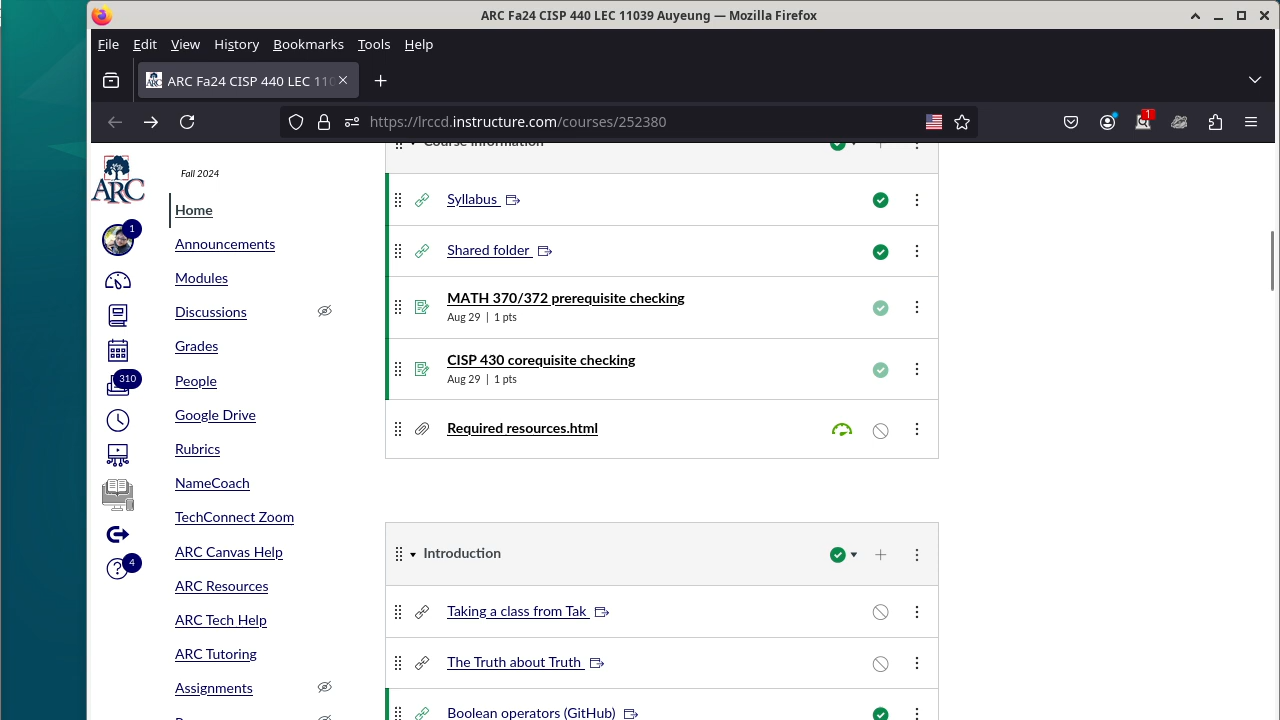 ARC Fa24 CISP 440 LEC 11039 Auyeung — Mozilla Firefox
File Edit View History Bookmarks Tools Help
ARC Fa24 CISP 440 LEC 110
https://lrccd.instructure.com/courses/252380
1
ARC
Fall 2024
Home
1
Announcements
Modules
Discussions
Grades
310
People
Google Drive
Rubrics
NameCoach
TechConnect Zoom
ARC Canvas Help
4
ARC Resources
ARC Tech Help
ARC Tutoring
Assignments
Course Information
Syllabus
Shared folder
MATH 370/372 prerequisite checking
Aug 29 | 1 pts
CISP 430 corequisite checking
Aug 29 | 1 pts
Required resources.html
Introduction
Taking a class from Tak
The Truth about Truth
Boolean operators (GitHub)